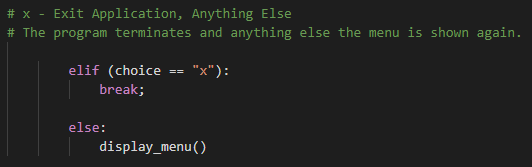 # x - Exit Application, Anything Else
# The program terminates and anything else the menu is shown again.
elif (choice == "x"):
break;
else:
display_menu()